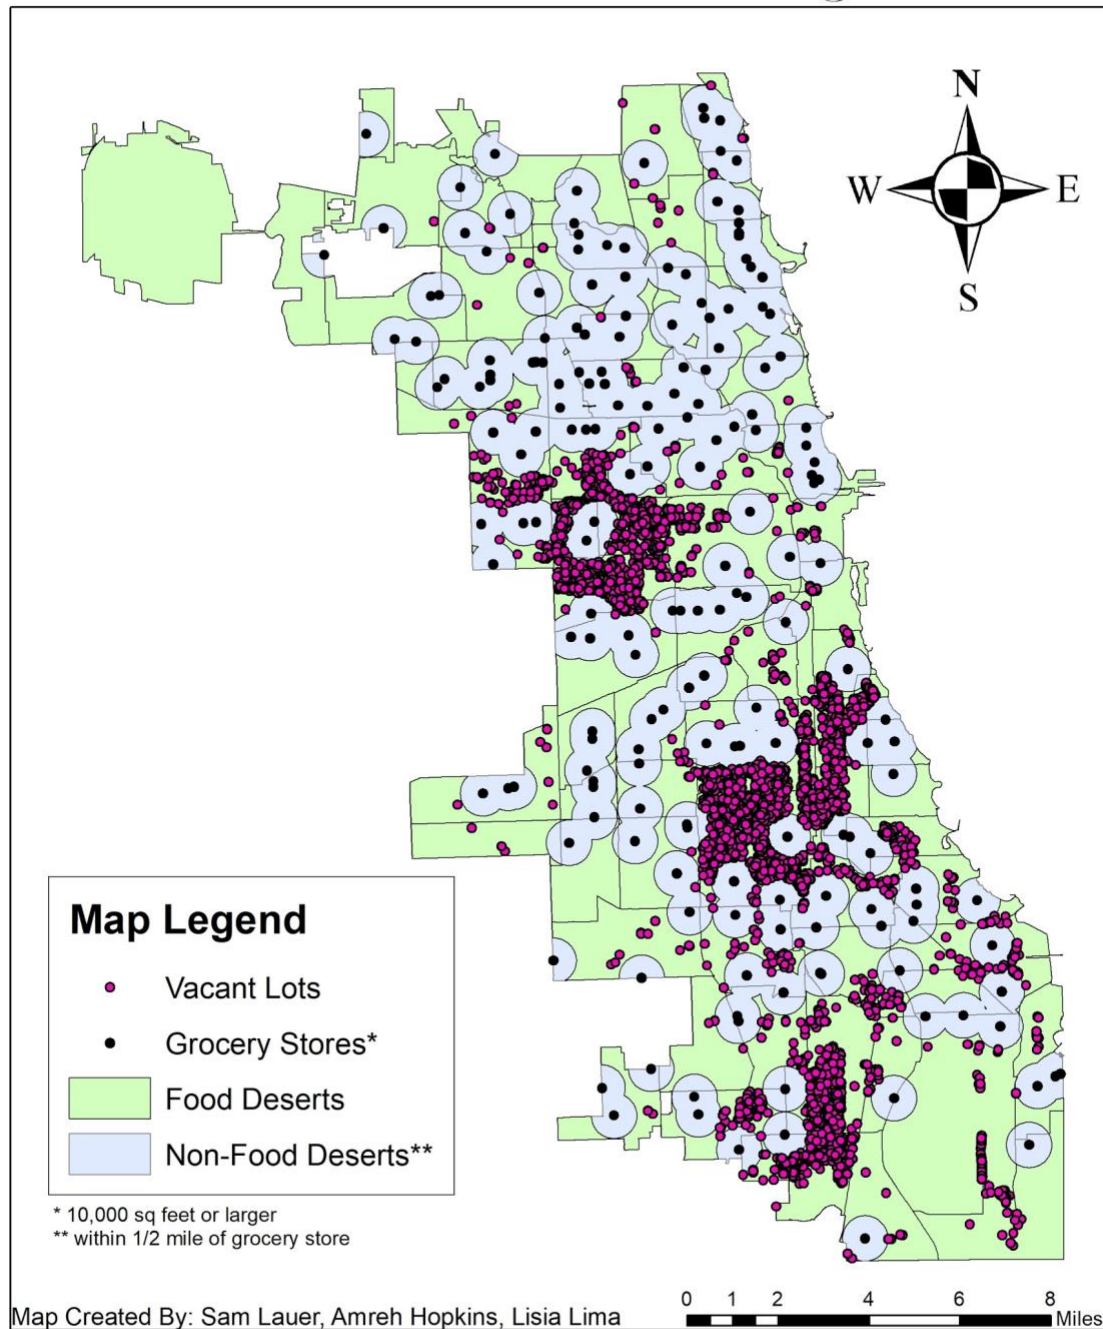 N
W
E
S
Map Legend
Vacant Lots
Grocery Stores*
Food Deserts
Non-Food Deserts**
* 10,000 sq feet or larger
** within 1/2 mile of grocery store
Map Created By: Sam Lauer, Amreh Hopkins, Lisia Lima
0 1 2 4 6 8
Miles